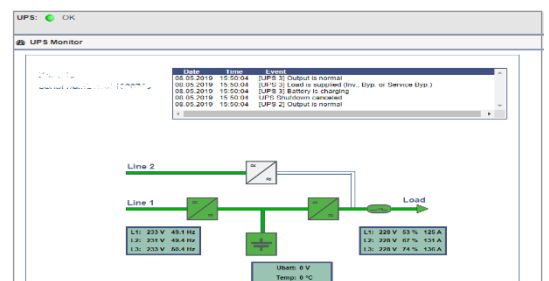 UPS: OK
UPS Monitor
Date Time Event
08.05.2019 15:50:04 [UPS 3] Output is normal
08.05.2019 15:50:04 [UPS 3] Load is supplied (Inv., Byp. or Service Byp.)
08.05.2019 15:50:04 [UPS 3] Battery is charging
08.05.2019 15:50:04 UPS Shutdown canceled
08.05.2019 15:50:04 [UPS 2] Output is normal
Line 2
Line 1
Load
L1: 233 V 49.1 Hz
L2: 231 V 49.4 Hz
L3: 233 V 50.4 Hz
L1: 228 V 53 % 125 A
L2: 228 V 67 % 131 A
L3: 228 V 74 % 136 A
Ubatt: 0 V
Temp: 0 °C